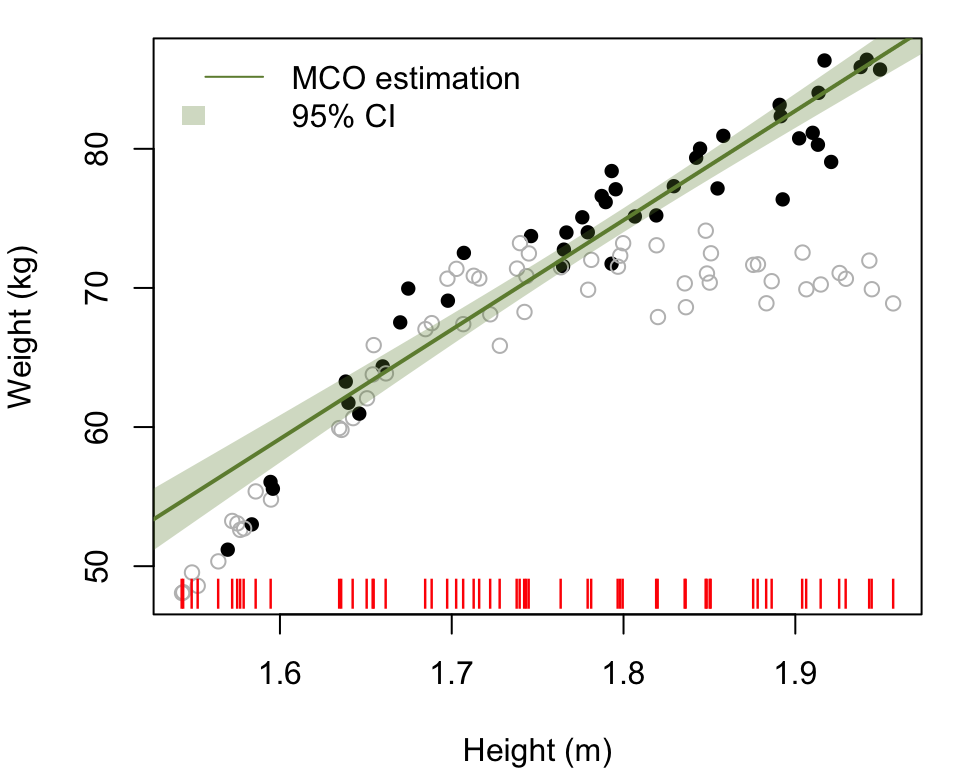 MCO estimation
95% CI
Weight (kg)
80
70
60
50
1.6 1.7 1.8 1.9
Height (m)